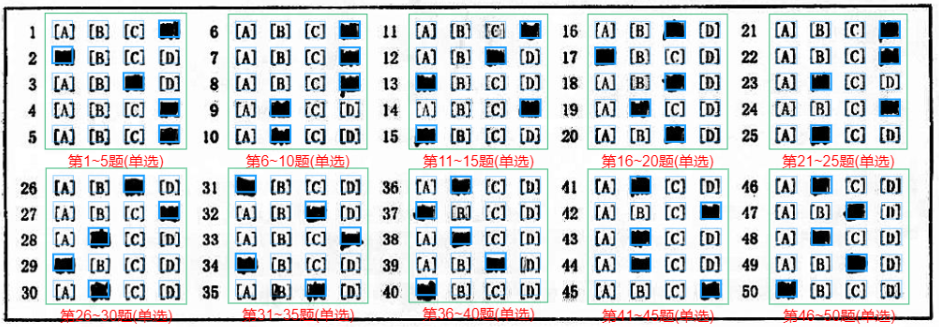 1 [A] [B] [C] 6 [A] [B] [C] 11 [A] [B] [C] 16 [A] [B] [D] 21 [A] [B] [C]
2 [B] [C] [D] 7 [A] [B] [C] 12 [A] [B] [D] 17 [B] [C] [D] 22 [A] [B] [C]
3 [A] [B] [D] 8 [A] [B] [C] 13 [B] [C] [D] 18 [A] [B] [D] 23 [A] [C] [D]
4 [A] [B] [C] 9 [A] [C] [D] 14 [A] [B] [C] 19 [A] [C] [D] 24 [A] [B] [C]
5 [A] [B] [C] 10 [A] [C] [D] 15 [B] [C] [D] 20 [A] [B] [D] 25 [A] [C] [D]
第1~5题(单选) 第6~10题(单选) 第11~15题(单选) 第16~20题(单选) 第21~25题(单选)
26 [A] [B] [D] 31 [B] [C] [D] 36 [A] [C] [D] 41 [A] [C] [D] 46 [A] [C] [D]
27 [A] [B] [C] 32 [A] [B] [D] 37 [B] [C] [D] 42 [A] [B] [C] 47 [A] [B] [D]
28 [A] [C] [D] 33 [A] [B] [C] 38 [A] [C] [D] 43 [A] [C] [D] 48 [A] [C] [D]
29 [B] [C] [D] 34 [B] [C] [D] 39 [A] [B] [D] 44 [A] [C] [D] 49 [A] [B] [D]
30 [A] [C] [D] 35 [A] [B] [D] 40 [B] [C] [D] 45 [A] [B] [C] 50 [B] [C] [D]
第26~30题(单选) 第31~35题(单选) 第36~40题(单选) 第41~45题(单选) 第46~50题(单选)